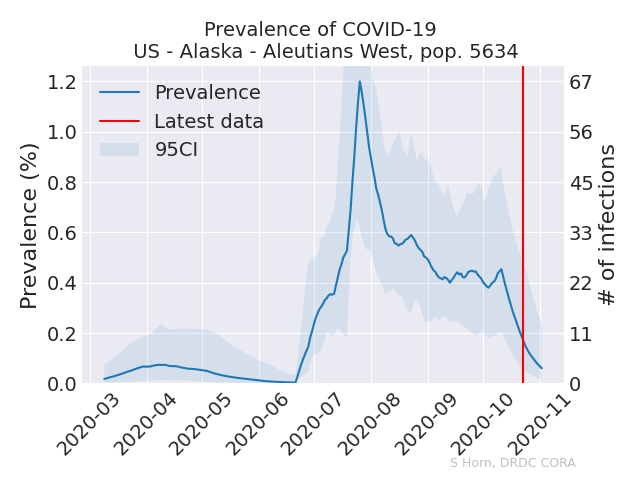 Prevalence of COVID-19
US - Alaska - Aleutians West, pop. 5634
Prevalence (%)
1.2
1.0
0.8
0.6
0.4
0.2
0.0
Prevalence
Latest data
95CI
67
56
45
33
22
11
0
# of infections
2020-03
2020-04
2020-05
2020-06
2020-07
2020-08
2020-09
2020-10
2020-11
S Horn, DRDC CORA